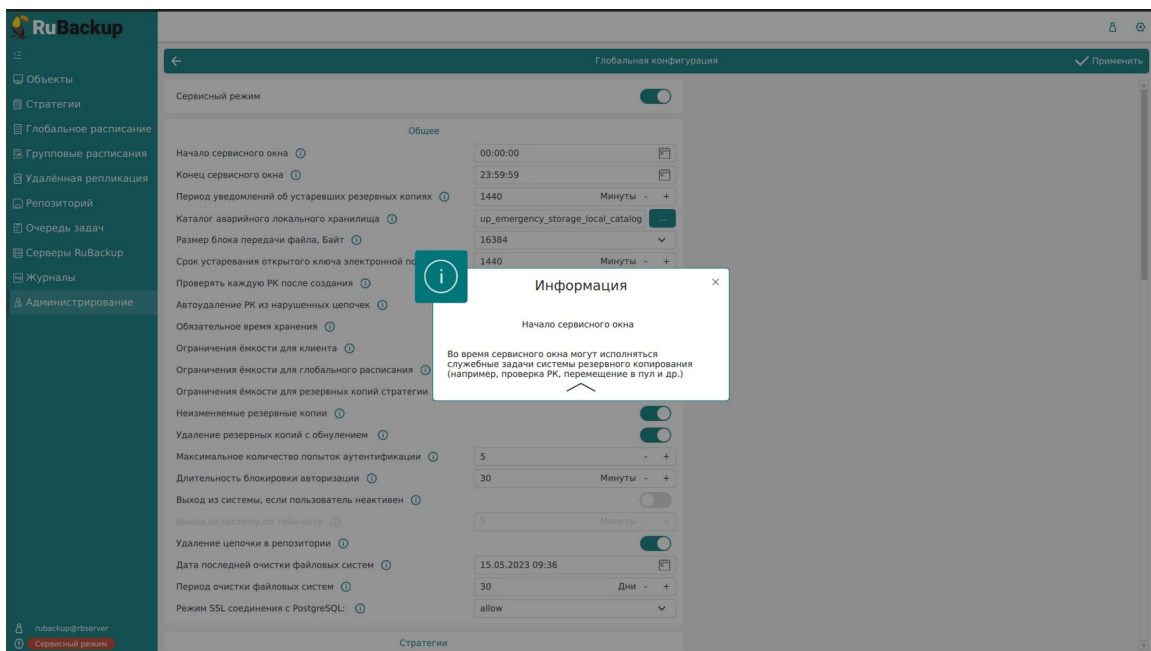 RuBackup
Объекты
Стратегии
Глобальное расписание
Групповые расписания
Удалённая репликация
Репозиторий
Очередь задач
Серверы RuBackup
Журналы
Администрирование
rubackup@rbserver
Сервисный режим
Глобальная конфигурация
Применить
Сервисный режим
Общее
Начало сервисного окна 00:00:00
Конец сервисного окна 23:59:59
Период уведомлений об устаревших резервных копиях 1440 Минуты - +
Каталог аварийного локального хранилища up_emergency_storage_local_catalog ...
Размер блока передачи файла, Байт 16384
Срок устаревания открытого ключа электронной 1440 Минуты - +
Проверять каждую РК после создания
Автоудаление РК из нарушенных цепочек
Обязательное время хранения
Ограничения ёмкости для клиента
Ограничения ёмкости для глобального расписания
Ограничения ёмкости для резервных копий стратегии
Неизменяемые резервные копии
Удаление резервных копий с обнулением
Максимальное количество попыток аутентификации 5 - +
Длительность блокировки авторизации 30 Минуты - +
Выход из системы, если пользователь неактивен
Выход из системы по тайм-ауту 5 Минуты - +
Удаление цепочки в репозитории
Дата последней очистки файловых систем 15.05.2023 09:36
Период очистки файловых систем 30 Дни - +
Режим SSL соединения с PostgreSQL: allow
Стратегии
Информация
Начало сервисного окна
Во время сервисного окна могут исполняться
служебные задачи системы резервного копирования
(например, проверка РК, перемещение в пул и др.)